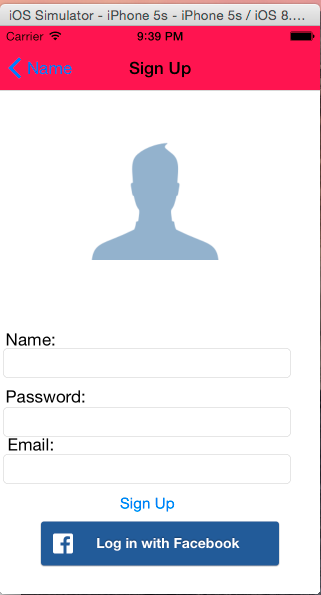 iOS Simulator - iPhone 5s - iPhone 5s / iOS 8....
Carrier 9:39 PM
Name Sign Up
Name:
Password:
Email:
Sign Up
Log in with Facebook